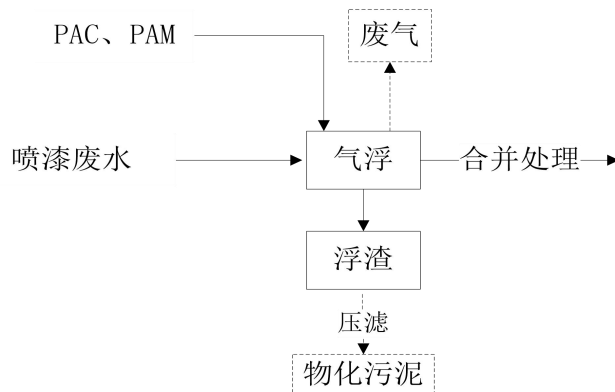 PAC、PAM
废气
喷漆废水
气浮
合并处理
浮渣
压滤
物化污泥